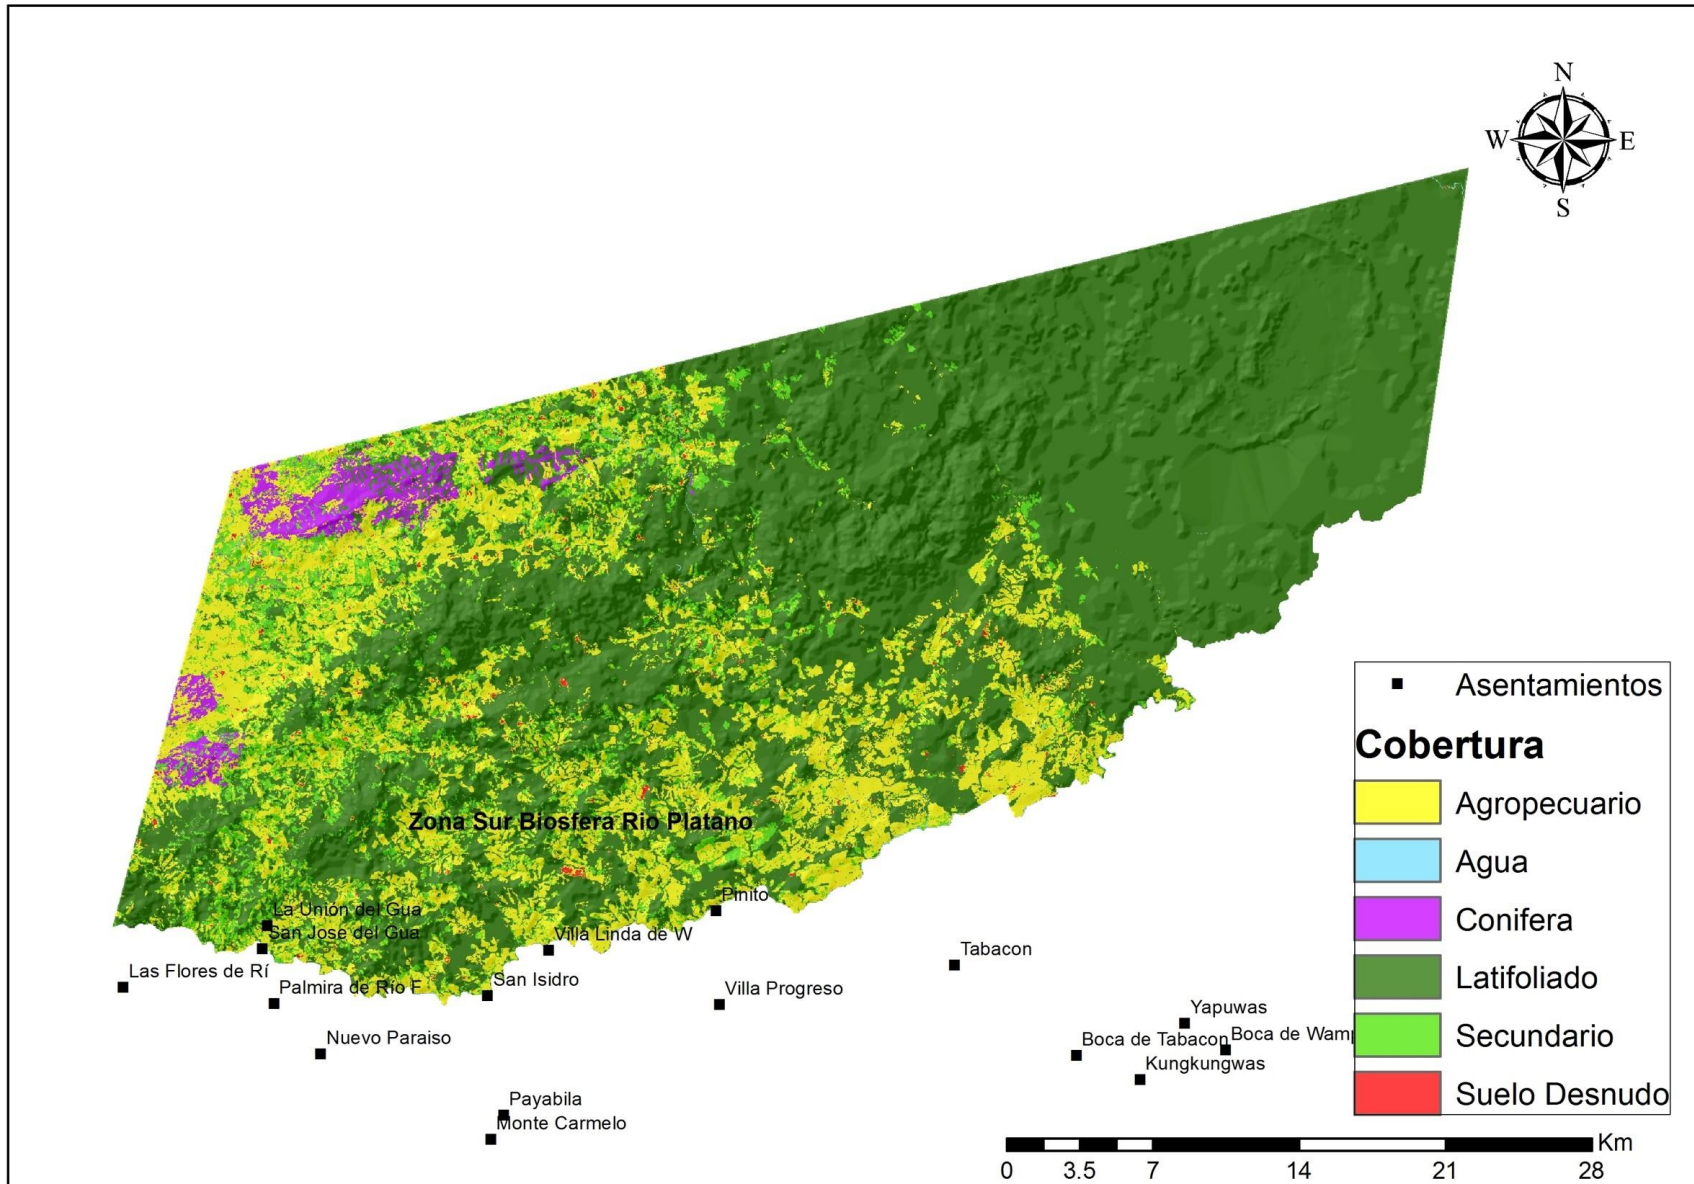 N
W E
S
Asentamientos
Cobertura
Agropecuario
Agua
Conifera
Latifoliado
Secundario
Suelo Desnudo
Zona Sur Biosfera Rio Platano
Pinito
La Unión del Gua
San Jose del Gua
Villa Linda de W
Tabacon
Las Flores de Rí
San Isidro
Palmira de Río F
Villa Progreso
Yapuwas
Nuevo Paraiso
Boca de Tabacon
Boca de Wamp
Kungkungwas
Payabila
Monte Carmelo
Km
0 3.5 7 14 21 28